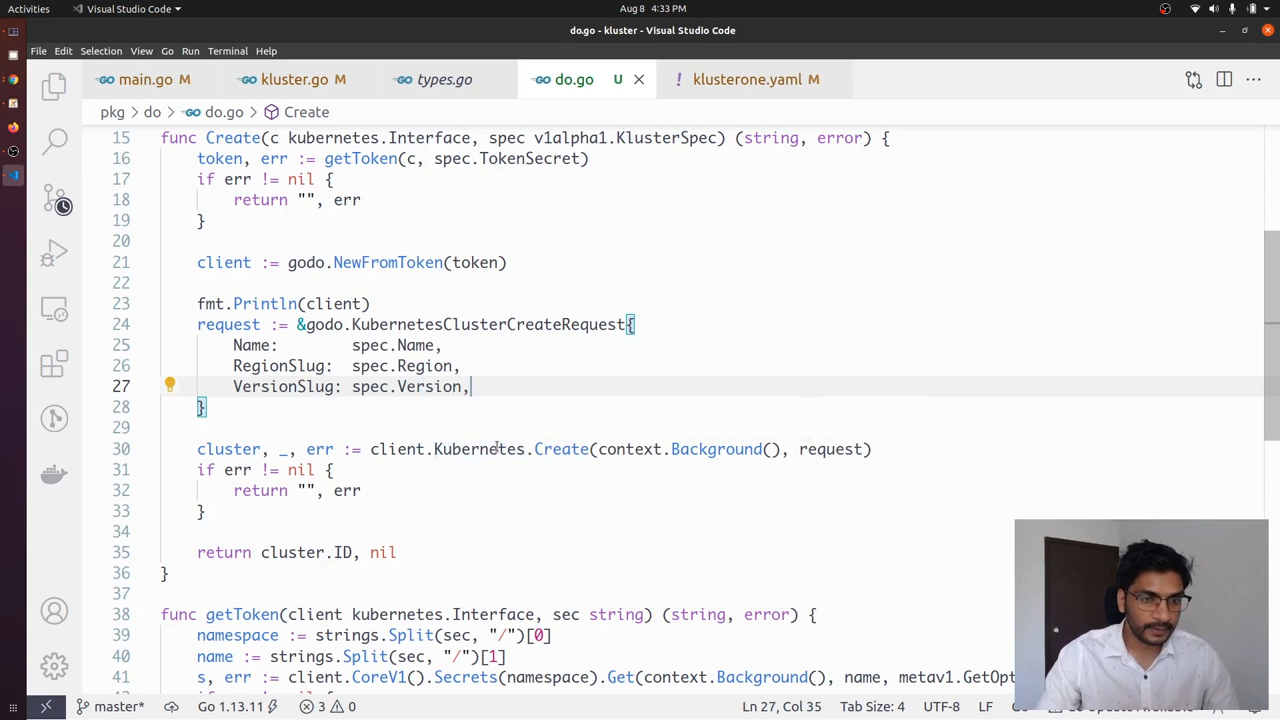 Activities Visual Studio Code Aug 8 4:33 PM
do.go - kluster - Visual Studio Code
File Edit Selection View Go Run Terminal Help
main.go M kluster.go M types.go do.go U klusterone.yaml M
pkg > do > do.go > Create
15 func Create(c kubernetes.Interface, spec v1alpha1.KlusterSpec) (string, error) {
16 token, err := getToken(c, spec.TokenSecret)
17 if err != nil {
18 return "", err
19 }
20
21 client := godo.NewFromToken(token)
22
23 fmt.Println(client)
24 request := &godo.KubernetesClusterCreateRequest{
25 Name: spec.Name,
26 RegionSlug: spec.Region,
27 VersionSlug: spec.Version,
28 }
29
30 cluster, _, err := client.Kubernetes.Create(context.Background(), request)
31 if err != nil {
32 return "", err
33 }
34
35 return cluster.ID, nil
36 }
37
38 func getToken(client kubernetes.Interface, sec string) (string, error) {
39 namespace := strings.Split(sec, "/")[0]
40 name := strings.Split(sec, "/")[1]
41 s, err := client.CoreV1().Secrets(namespace).Get(context.Background(), name, metav1.GetOpt
master* Go 1.13.11 3 0 Ln 27, Col 35 Tab Size: 4 UTF-8 LF